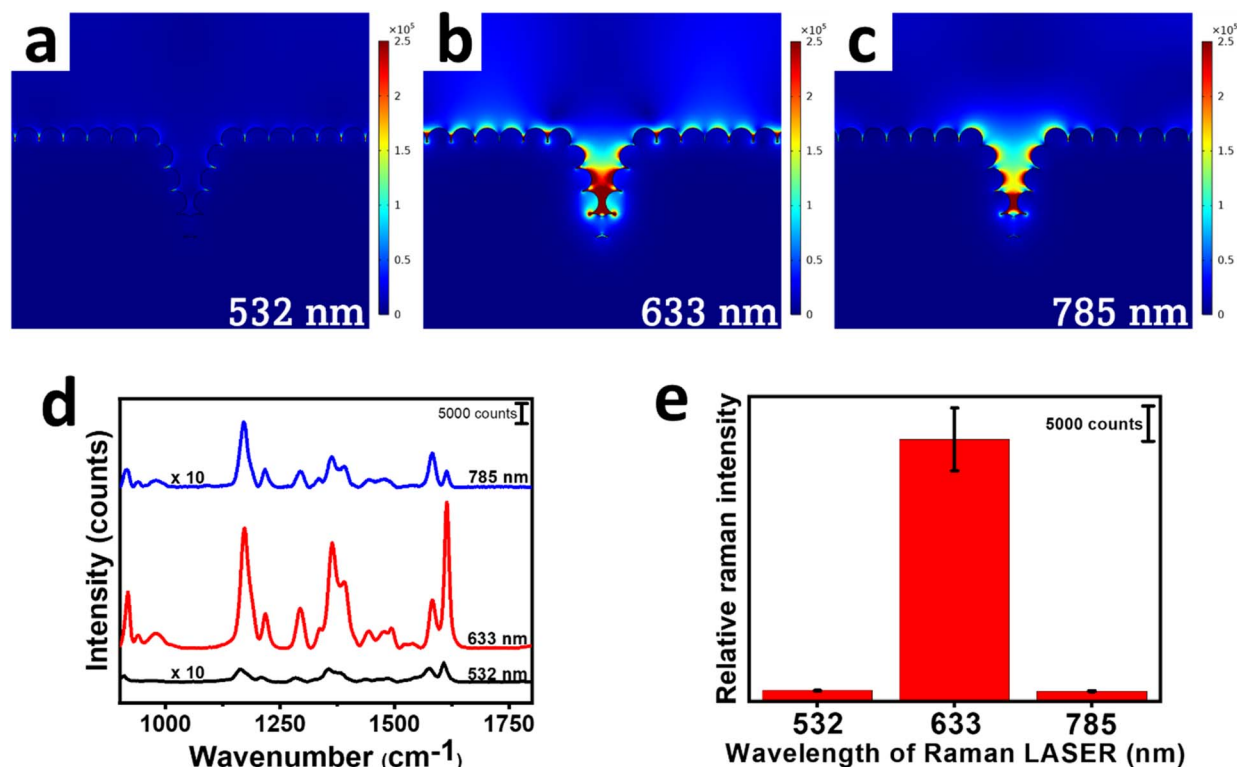 a
×10⁵
2.5
2
1.5
1
0.5
0
532 nm
b
×10⁵
2.5
2
1.5
1
0.5
0
633 nm
c
×10⁵
2.5
2
1.5
1
0.5
0
785 nm
d
Intensity (counts)
5000 counts
x 10
785 nm
633 nm
x 10
532 nm
1000
1250
1500
1750
Wavenumber (cm-1)
e
Relative raman intensity
5000 counts
532
633
785
Wavelength of Raman LASER (nm)